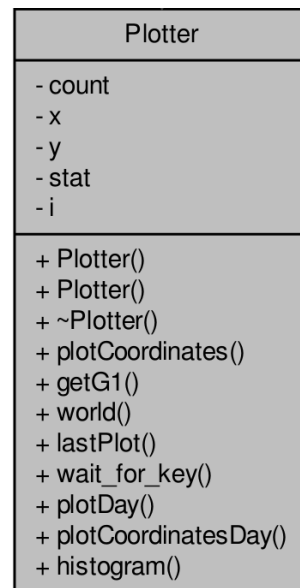 Plotter
- count
- x
- y
- stat
- i
+ Plotter()
+ Plotter()
+ ~Plotter()
+ plotCoordinates()
+ getG1()
+ world()
+ lastPlot()
+ wait_for_key()
+ plotDay()
+ plotCoordinatesDay()
+ histogram()